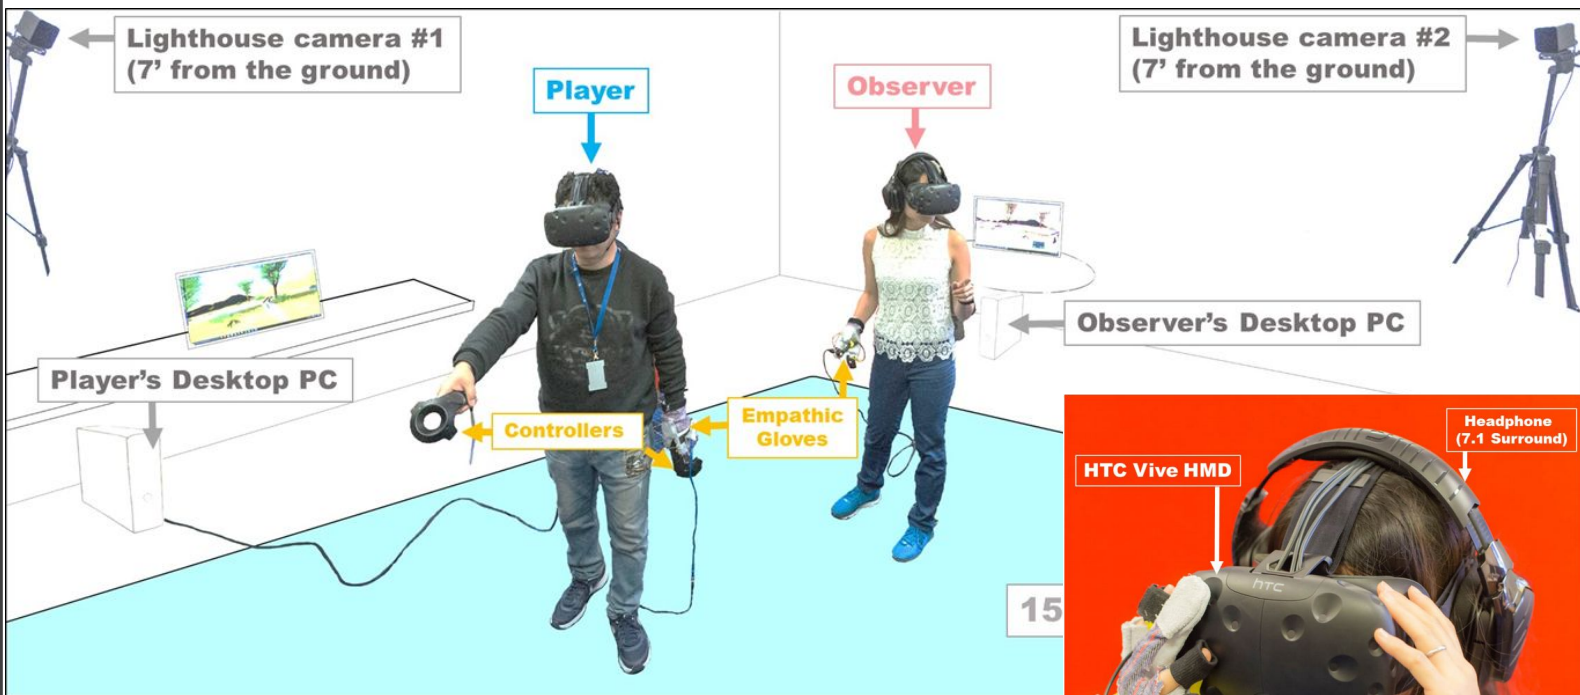 Lighthouse camera #1
(7' from the ground)
Lighthouse camera #2
(7' from the ground)
Player
Observer
Observer's Desktop PC
Player's Desktop PC
Controllers
Empathic
Gloves
Headphone
(7.1 Surround)
HTC Vive HMD
hTC
15